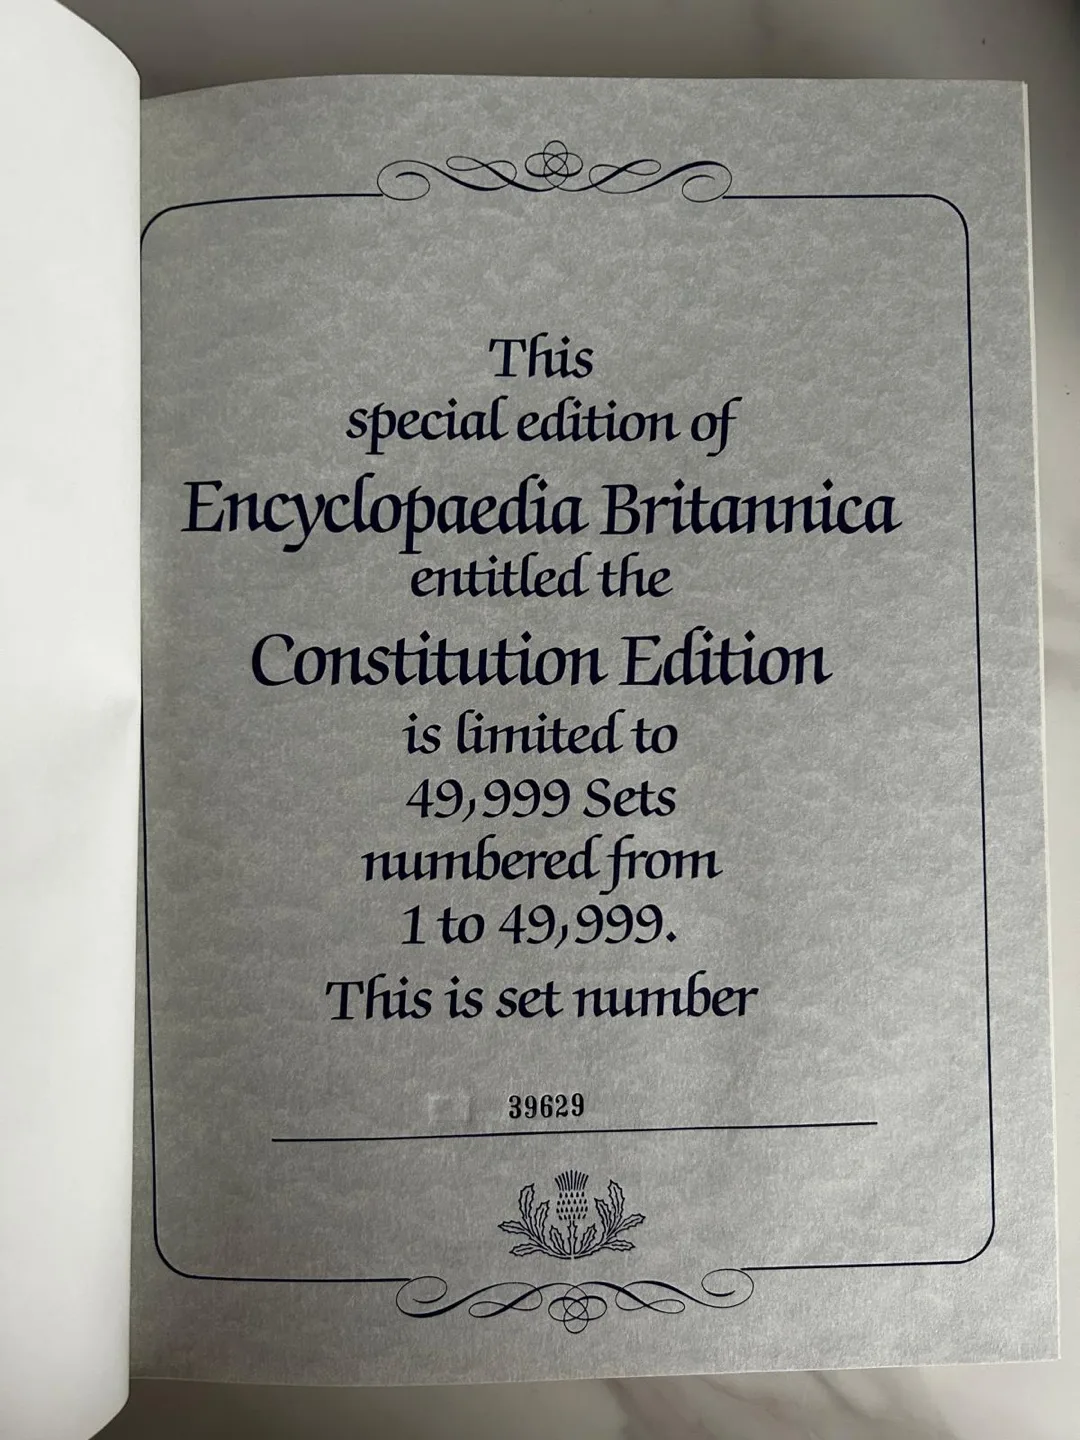 This
special edition of
Encyclopaedia Britannica
entitled the
Constitution Edition
is limited to
49,999 Sets
numbered from
1 to 49,999.
This is set number
39629